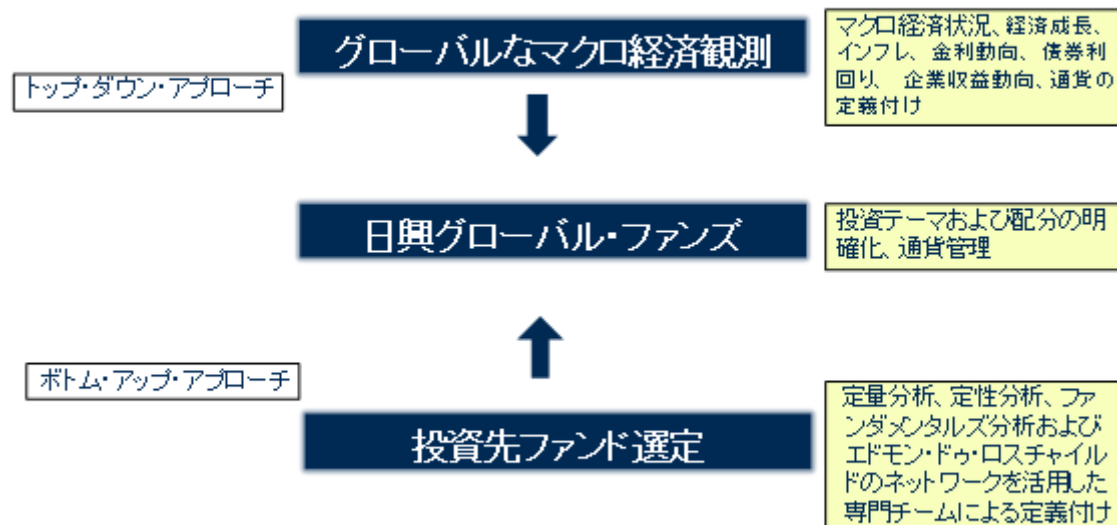 グローバルなマクロ経済観測
マクロ経済状況、経済成長、
インフレ、金利動向、債券利
回り、 企業収益動向、通貨の
定義付け
トップ・ダウン・アプローチ
日興グローバル・ファンズ
投資テーマおよび配分の明
確化、通貨管理
ボトム・アップ・アプローチ
投資先ファンド選定
定量分析、定性分析、ファ
ンダメンタルズ分析および
エドモン・ドゥ・ロスチャイル
ドのネットワークを活用した
専門チームによる定義付け